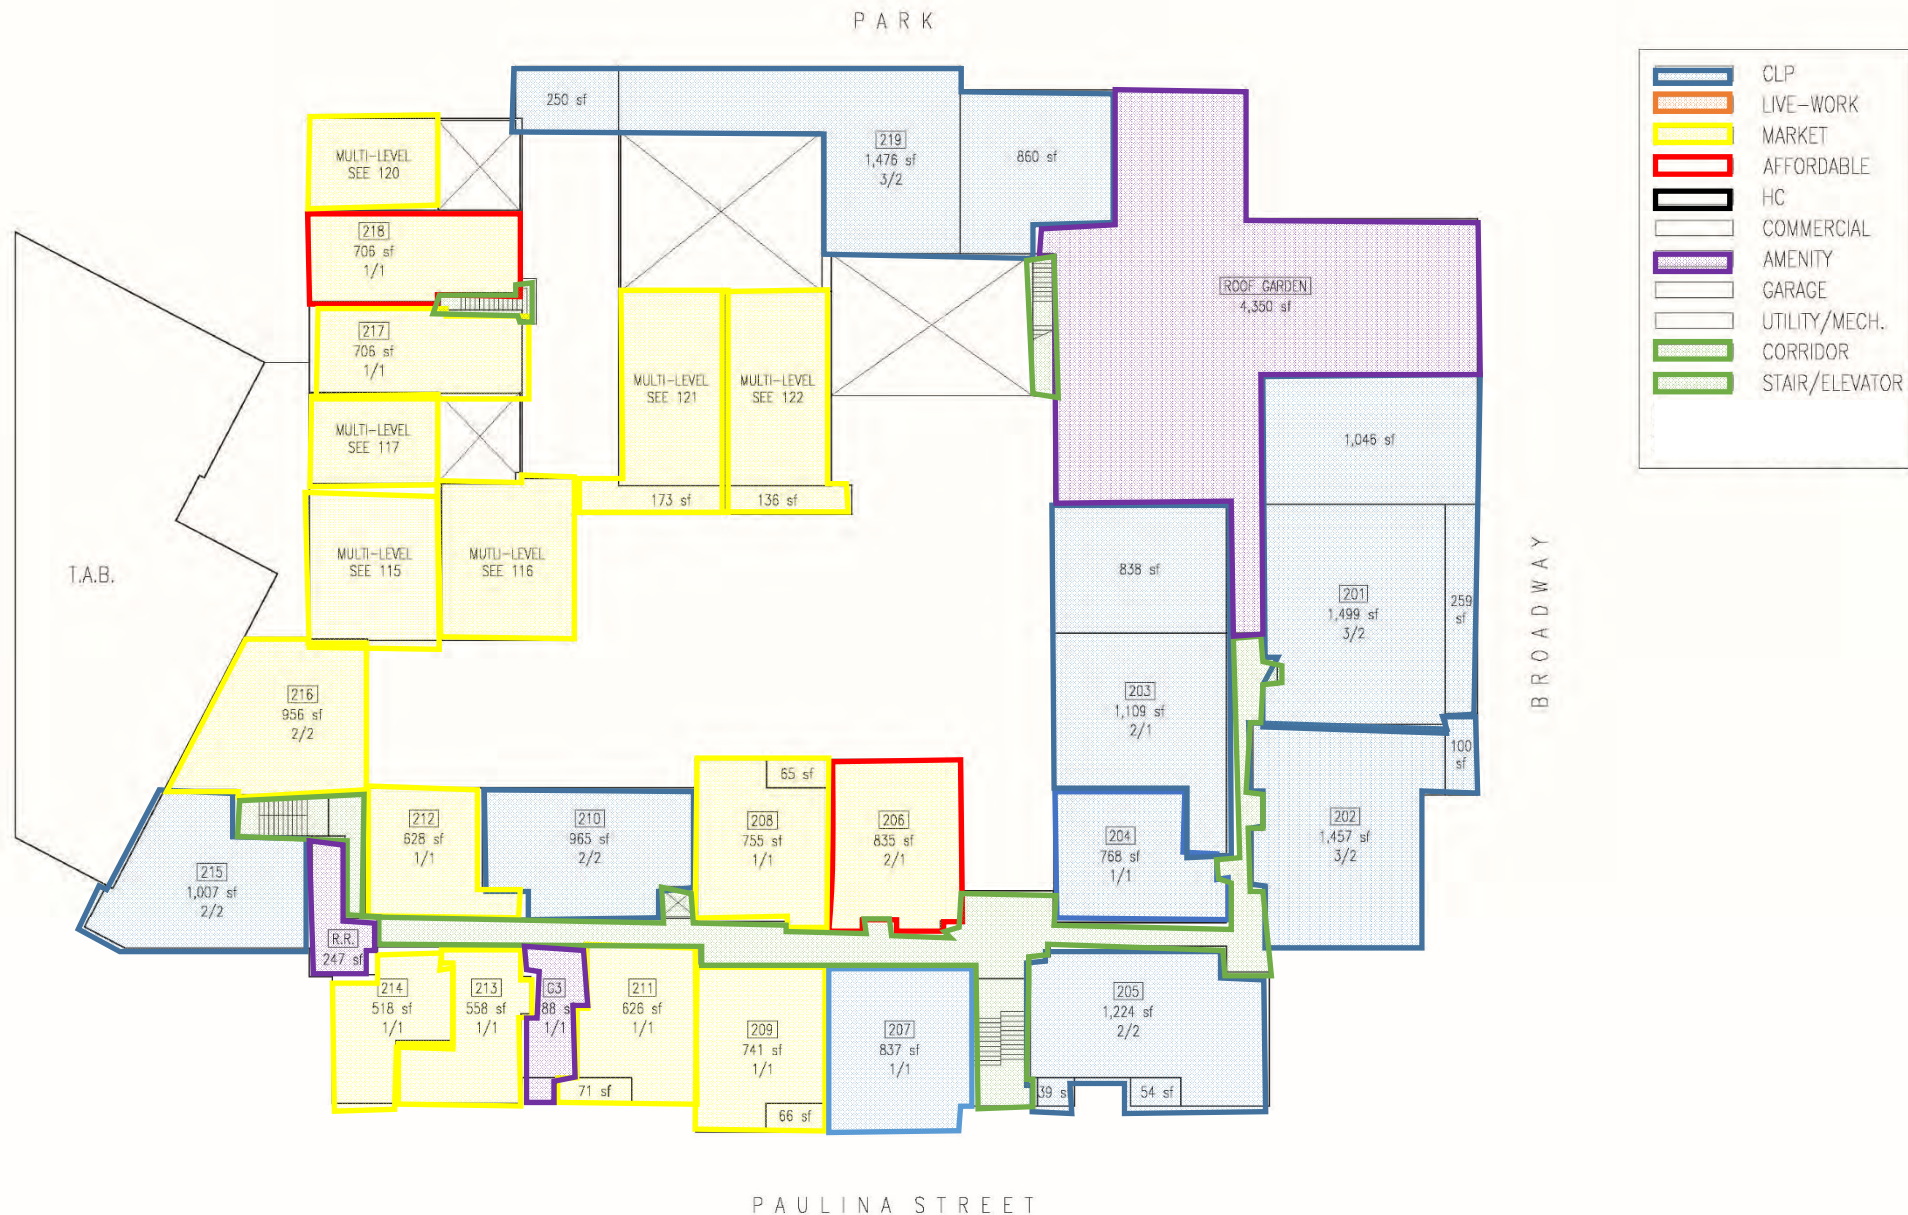 PARK
CLP
LIVE-WORK
MARKET
AFFORDABLE
HC
COMMERCIAL
AMENITY
GARAGE
UTILITY/MECH.
CORRIDOR
STAIR/ELEVATOR
250 sf
219
1,476 sf
3/2
860 sf
MULTI-LEVEL
SEE 120
218
706 sf
1/1
217
706 sf
1/1
MULTI-LEVEL
SEE 117
MULTI-LEVEL
SEE 121
MULTI-LEVEL
SEE 122
173 sf
136 sf
ROOF GARDEN
4,350 sf
1,046 sf
MULTI-LEVEL
SEE 115
MUTLI-LEVEL
SEE 116
T.A.B.
838 sf
201
1,499 sf
3/2
259
sf
BROADWAY
216
956 sf
2/2
203
1,109 sf
2/1
100
sf
65 sf
212
628 sf
1/1
210
965 sf
2/2
208
755 sf
1/1
206
835 sf
2/1
204
768 sf
1/1
202
1,457 sf
3/2
215
1,007 sf
2/2
R.R.
247 sf
214
518 sf
1/1
213
558 sf
1/1
G3
88 s
1/1
211
626 sf
1/1
71 sf
209
741 sf
1/1
66 sf
207
837 sf
1/1
205
1,224 sf
2/2
39 s
54 sf
PAULINA STREET